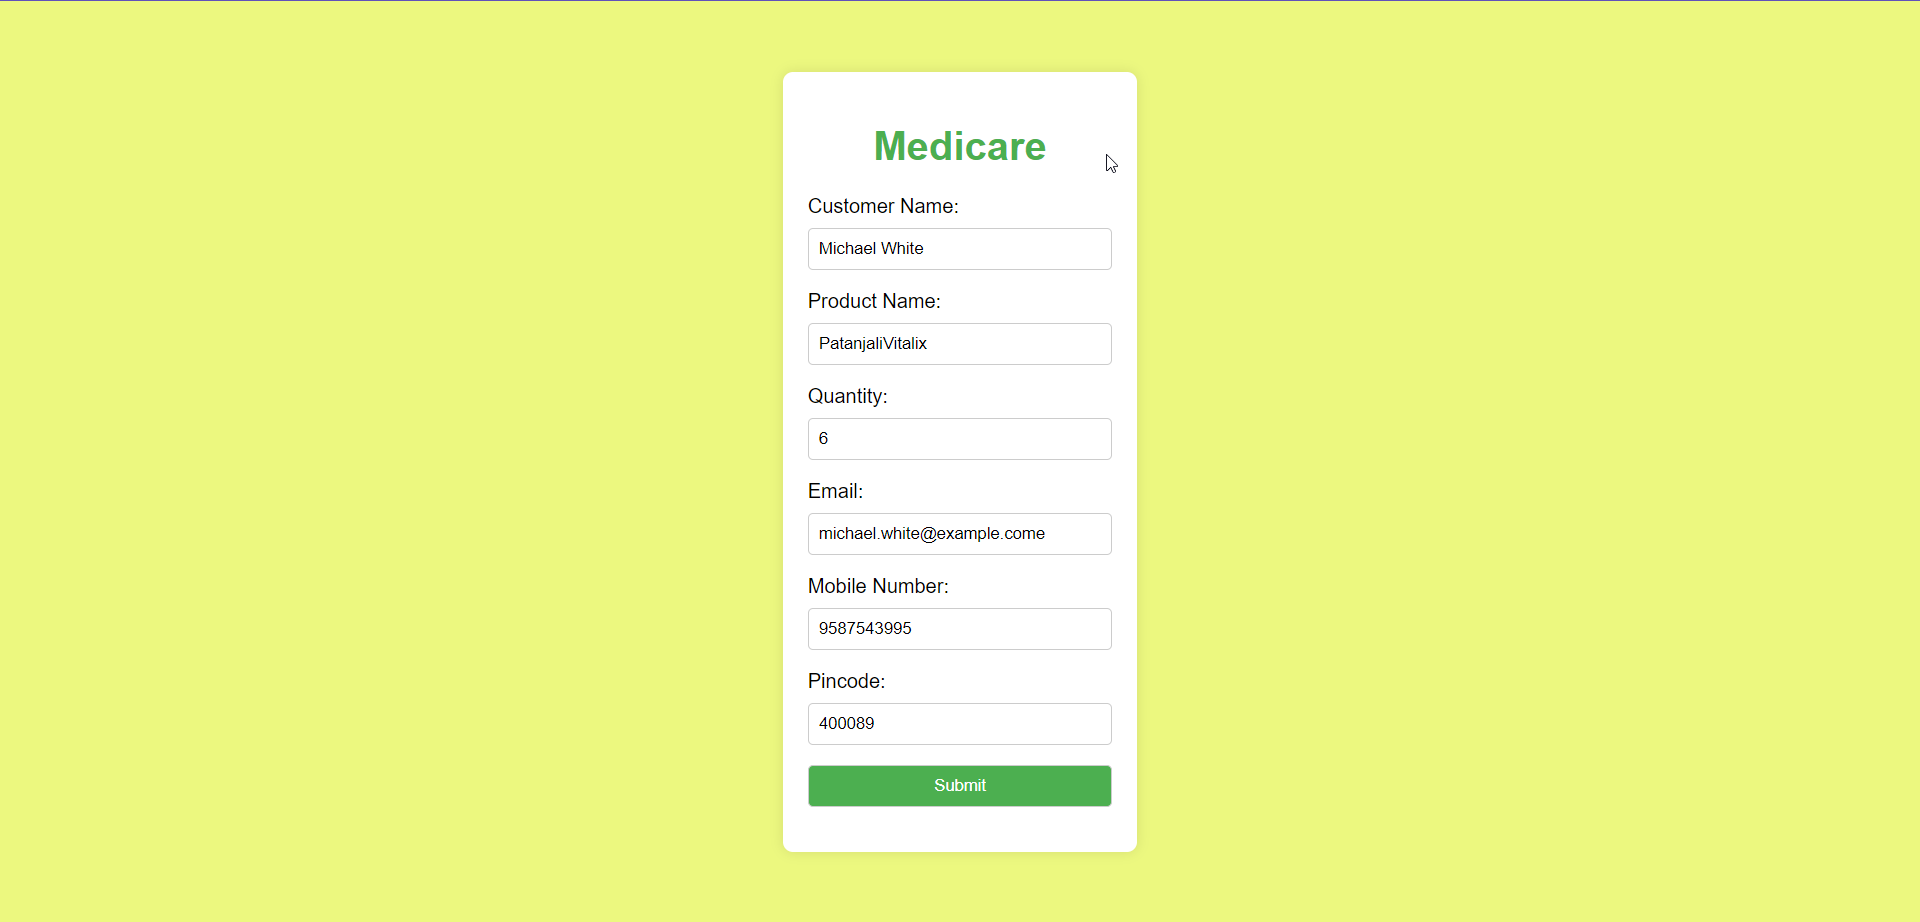 Medicare
Customer Name:
Michael White
Product Name:
PatanjaliVitalix
Quantity:
6
Email:
michael.white@example.come
Mobile Number:
9587543995
Pincode:
400089
Submit